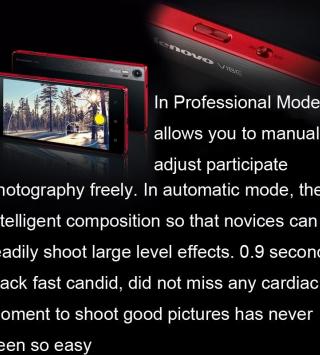 enovo VIBE
In Professional Mode
allows you to manual
adjust participate
hotography freely. In automatic mode, the
telligent composition so that novices can
eadily shoot large level effects. 0.9 secon
ack fast candid, did not miss any cardiac
oment to shoot good pictures has never
een so easy